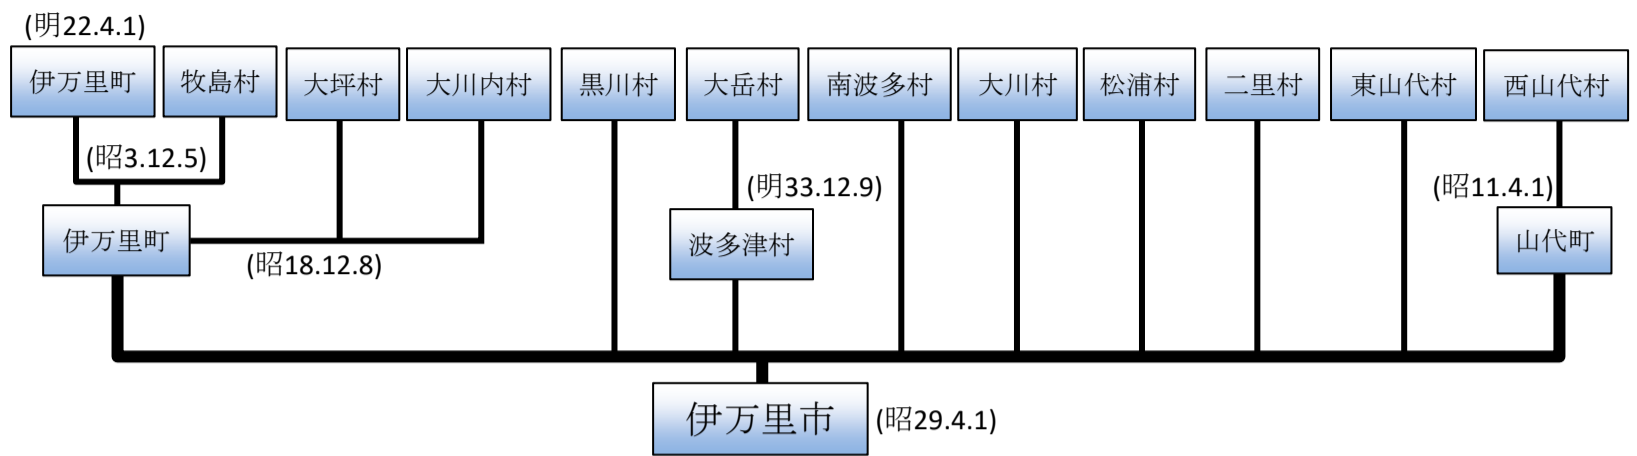 (明22.4.1)
伊万里町
牧島村
大坪村
大川内村
黒川村
大岳村
南波多村
大川村
松浦村
二里村
東山代村
西山代村
(昭3.12.5)
(明33.12.9)
(昭11.4.1)
伊万里町
波多津村
山代町
(昭18.12.8)
伊万里市
(昭29.4.1)